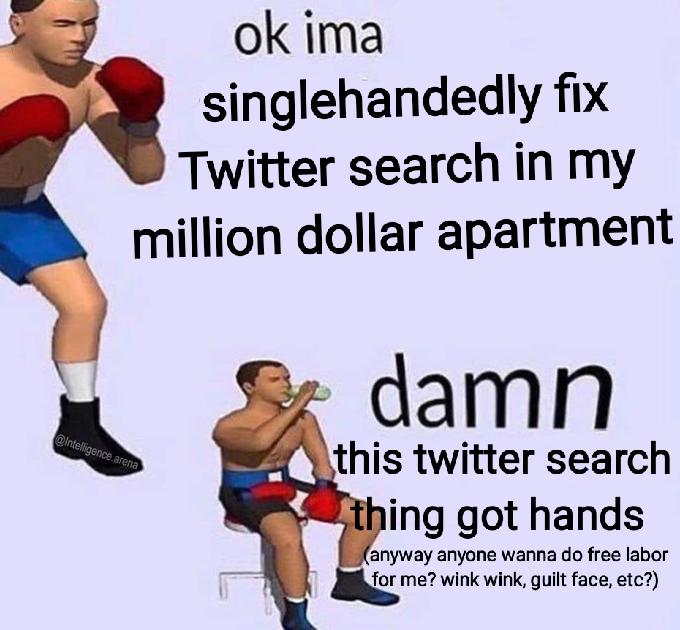 ok ima
singlehandedly fix
Twitter search in my
million dollar apartment
@Intelligence.arena
damn
this twitter search
thing got hands
(anyway anyone wanna do free labor
for me? wink wink, guilt face, etc?)